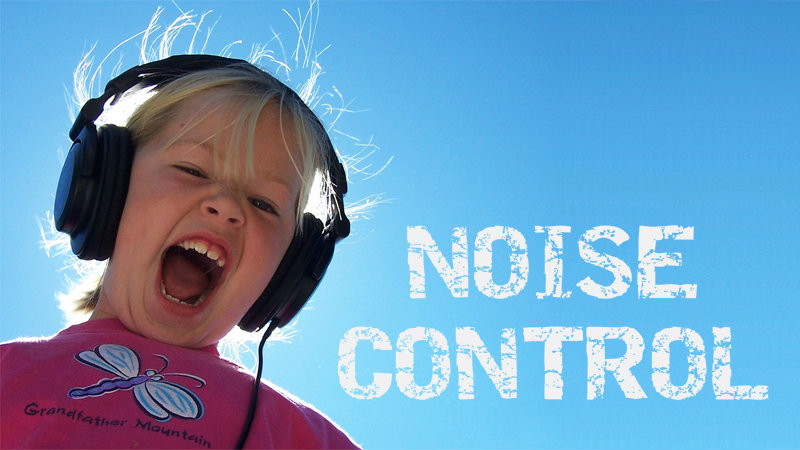 NOISE
CONTROL
Grandfather Mountain